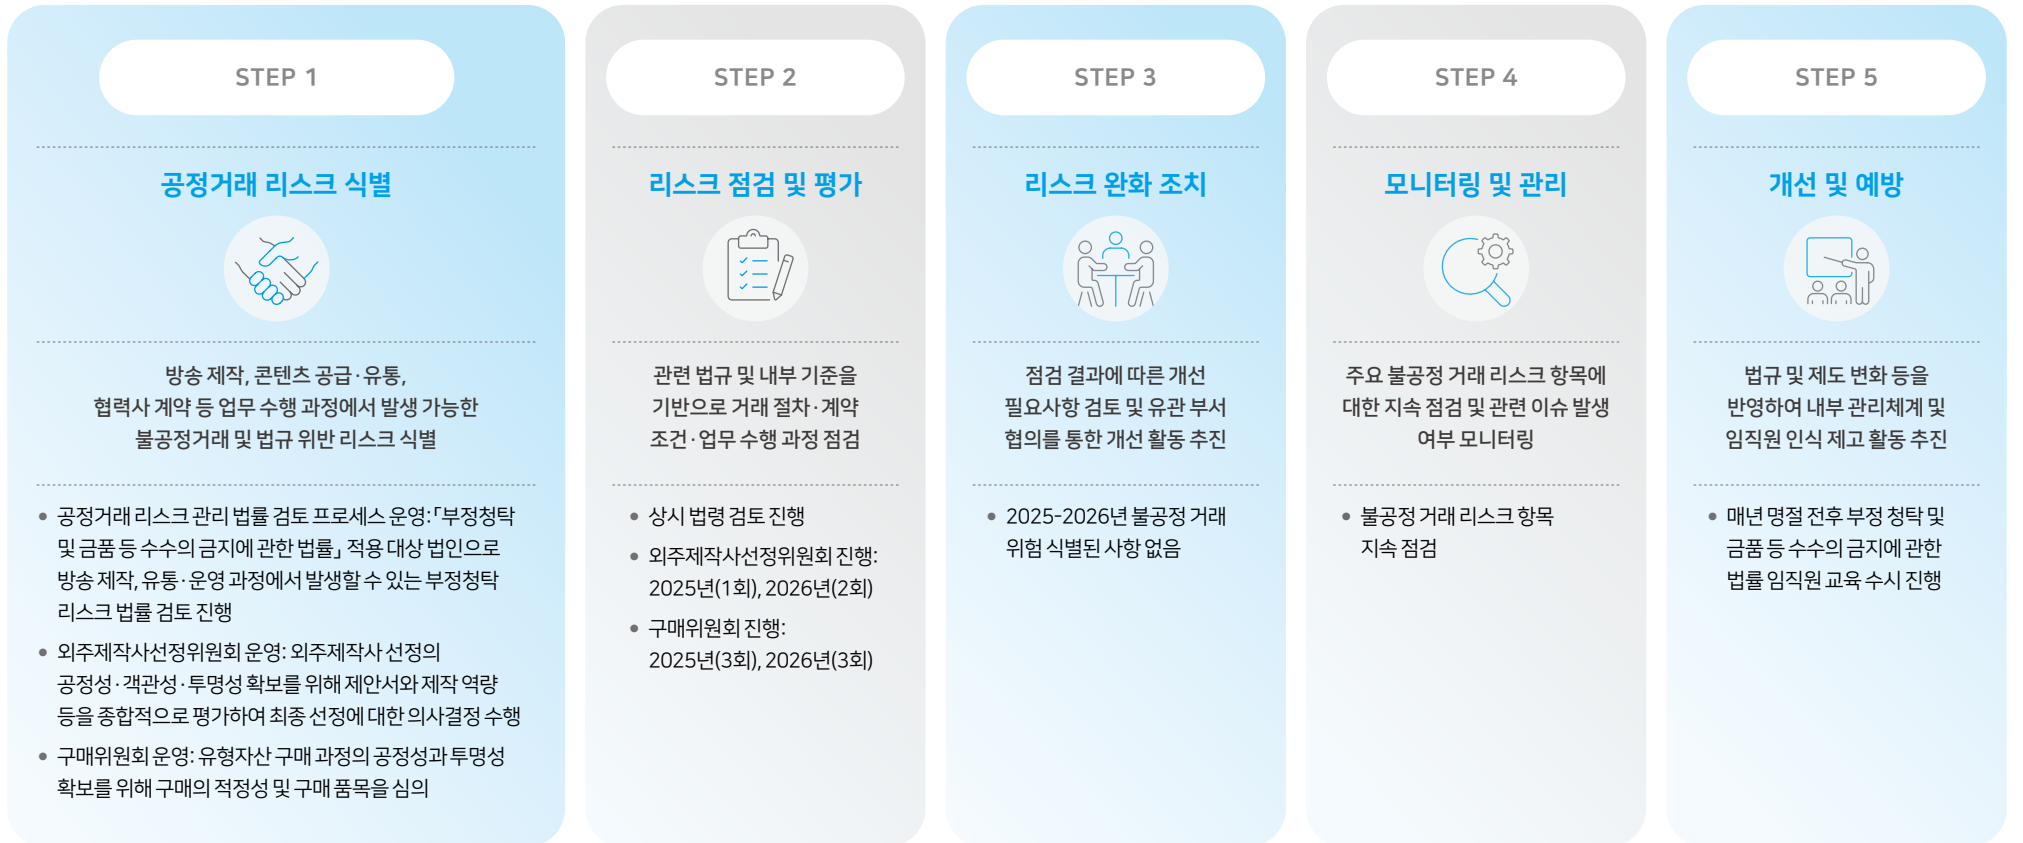 STEP 1
공정거래 리스크 식별
방송 제작, 콘텐츠 공급·유통,
협력사 계약 등 업무 수행 과정에서 발생 가능한
불공정거래 및 법규 위반 리스크 식별
• 공정거래 리스크 관리 법률 검토 프로세스 운영:「부정청탁
및 금품 등 수수의 금지에 관한 법률」 적용 대상 법인으로
방송 제작, 유통·운영 과정에서 발생할 수 있는 부정청탁
리스크 법률 검토 진행
• 외주제작사선정위원회 운영: 외주제작사 선정의
공정성·객관성·투명성 확보를 위해 제안서와 제작 역량
등을 종합적으로 평가하여 최종 선정에 대한 의사결정 수행
• 구매위원회 운영: 유형자산 구매 과정의 공정성과 투명성
확보를 위해 구매의 적정성 및 구매 품목을 심의
STEP 2
리스크 점검 및 평가
관련 법규 및 내부 기준을
기반으로 거래 절차·계약
조건·업무 수행 과정 점검
• 상시 법령 검토 진행
• 외주제작사선정위원회 진행:
2025년(1회), 2026년(2회)
• 구매위원회 진행:
2025년(3회), 2026년(3회)
STEP 3
리스크 완화 조치
점검 결과에 따른 개선
필요사항 검토 및 유관 부서
협의를 통한 개선 활동 추진
• 2025-2026년 불공정 거래
위험 식별된 사항 없음
STEP 4
모니터링 및 관리
주요 불공정 거래 리스크 항목에
대한 지속 점검 및 관련 이슈 발생
여부 모니터링
• 불공정 거래 리스크 항목
지속 점검
STEP 5
개선 및 예방
법규 및 제도 변화 등을
반영하여 내부 관리체계 및
임직원 인식 제고 활동 추진
• 매년 명절 전후 부정 청탁 및
금품 등 수수의 금지에 관한
법률 임직원 교육 수시 진행